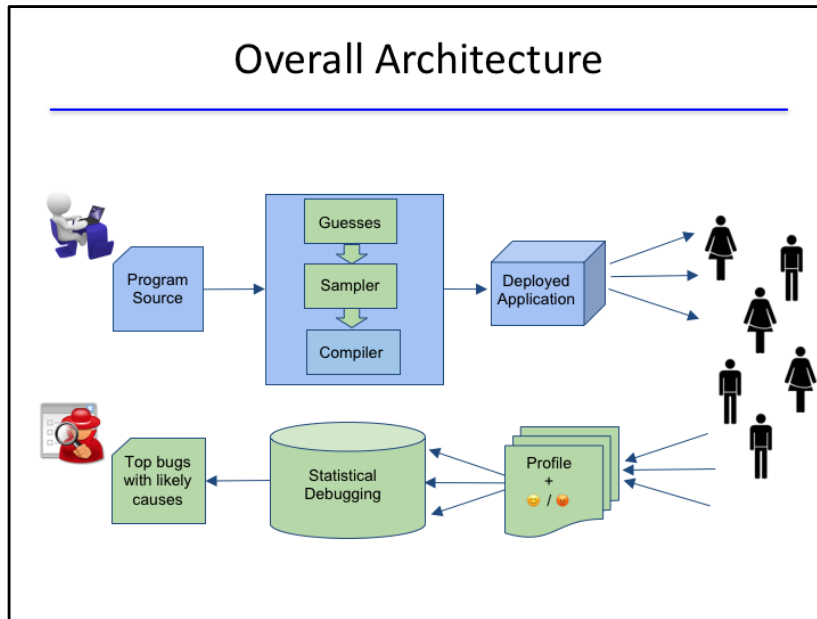 Overall Architecture
Guesses
Program
Source
Sampler
Deployed
Application
Compiler
Top bugs
with likely
causes
Statistical
Debugging
Profile
+
😊 / 😡